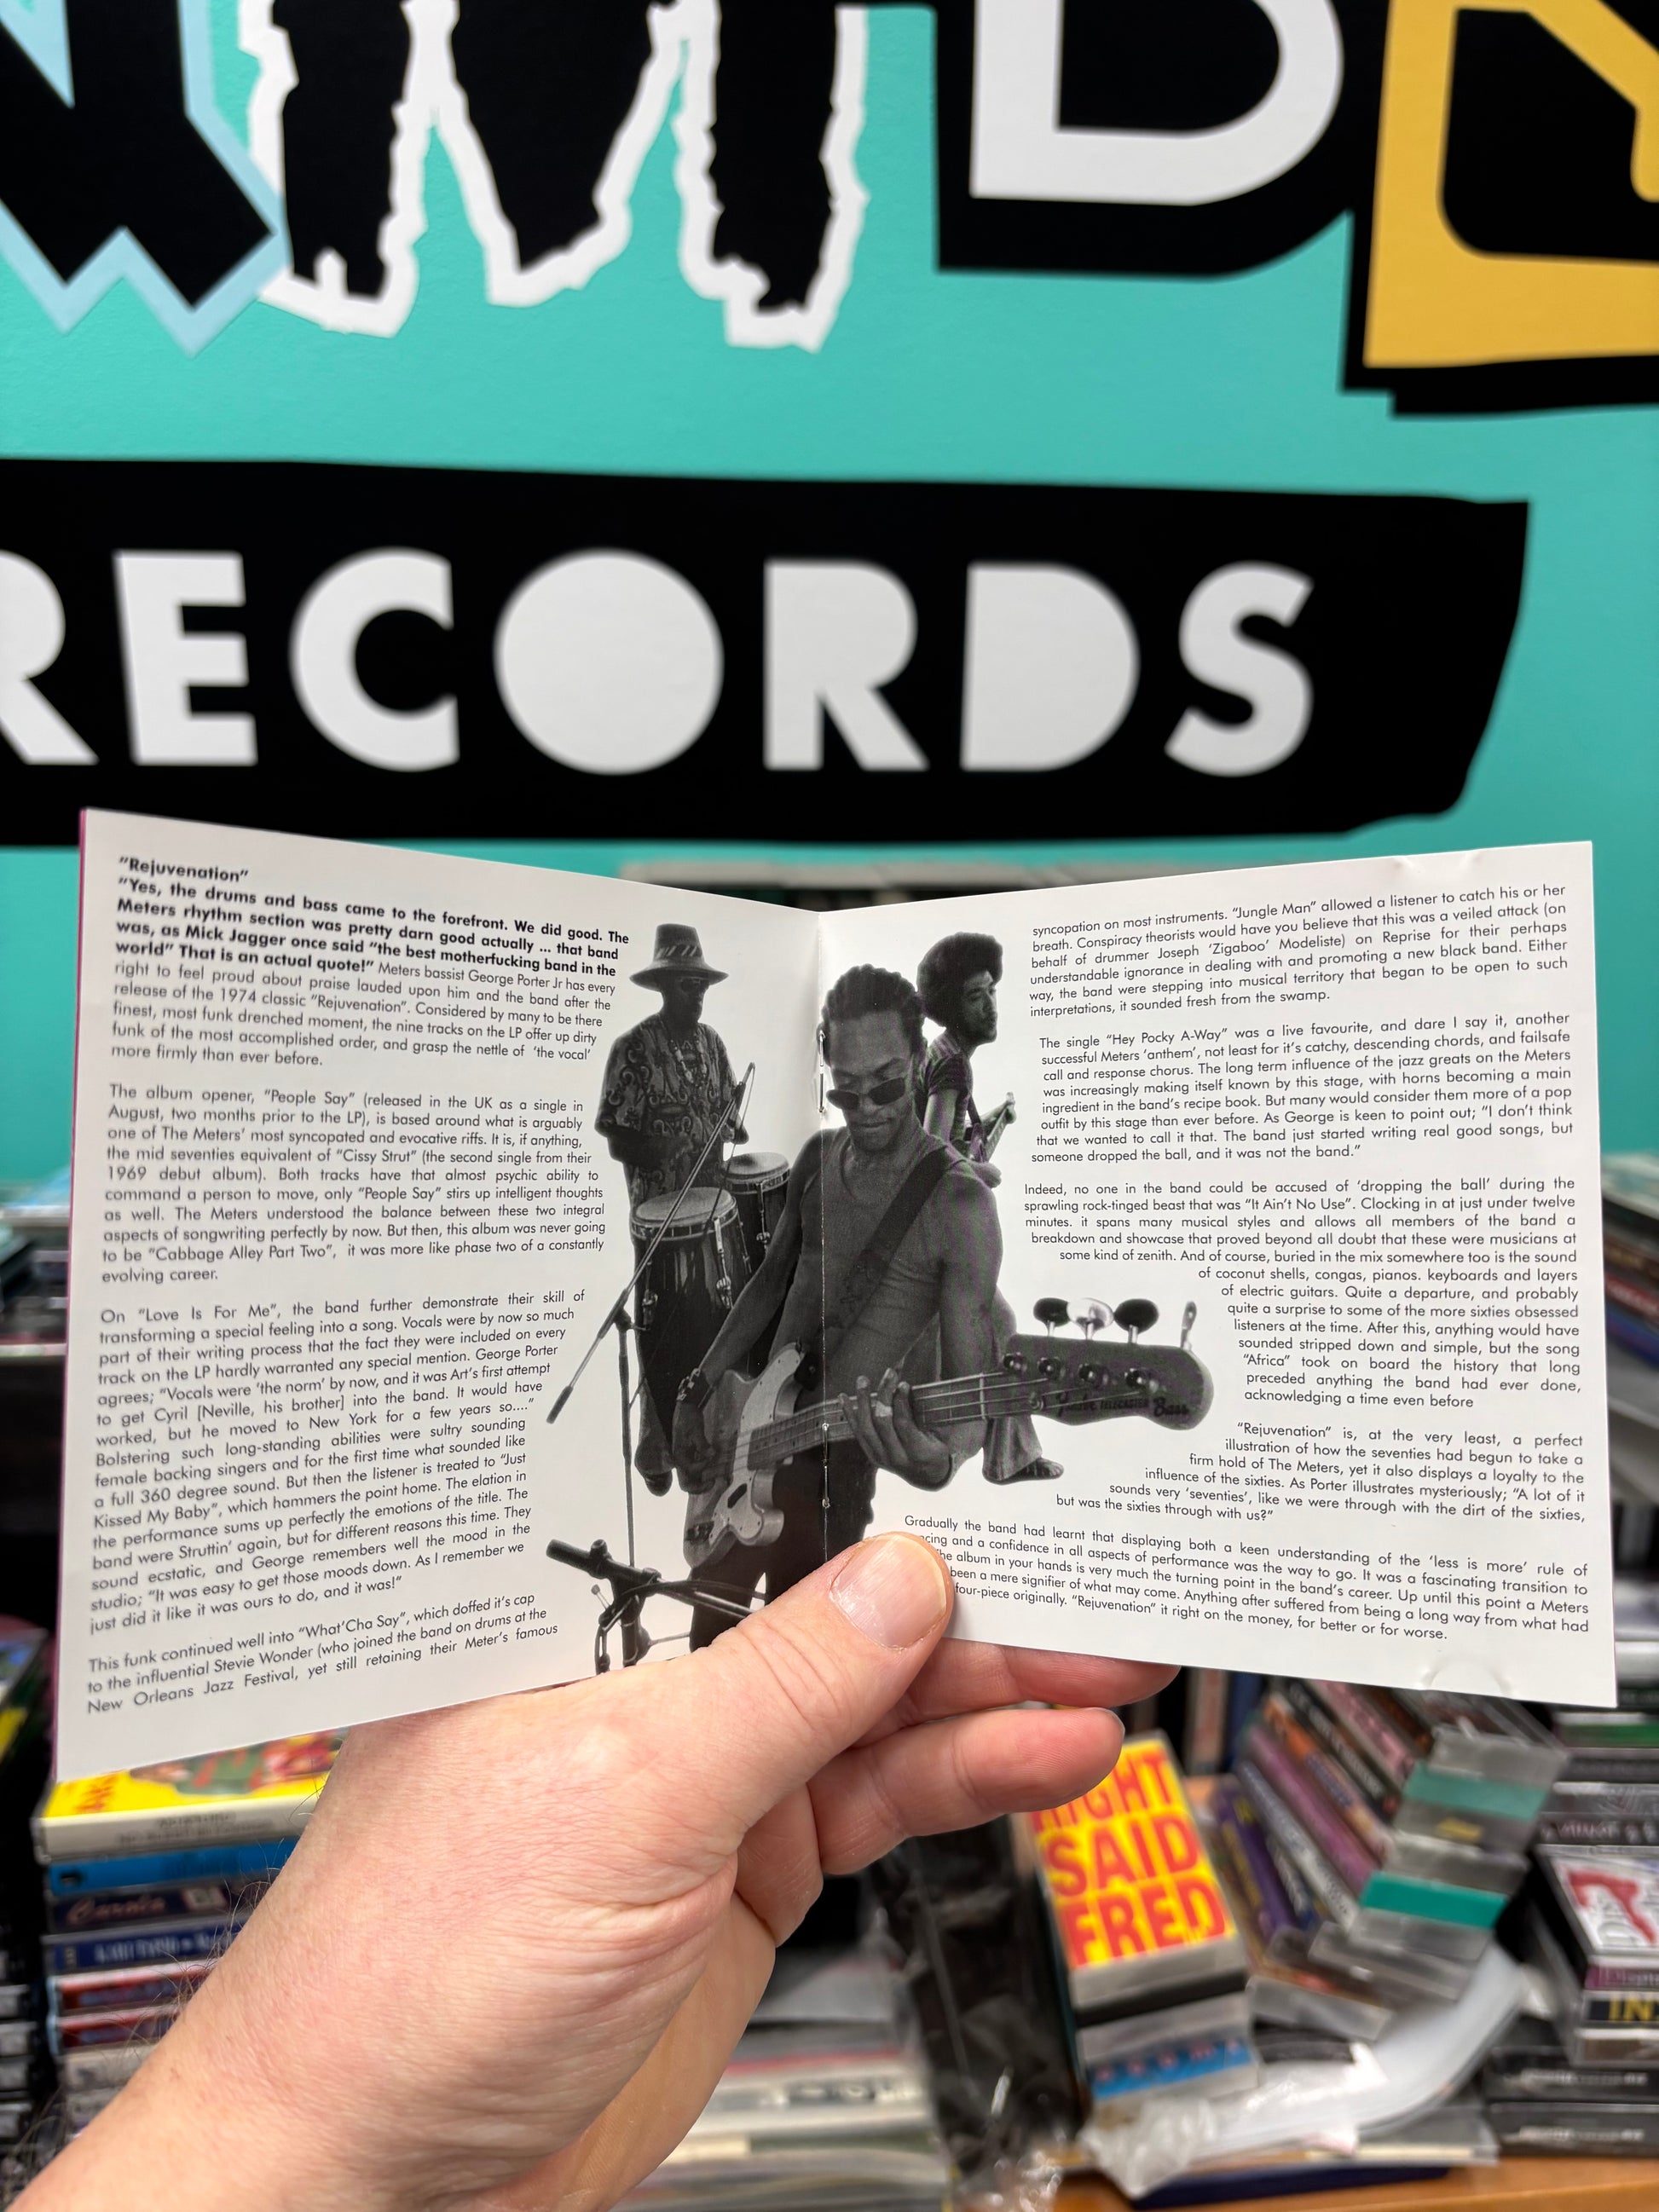 RECORDS
"Rejuvenation"
"Yes, the drums and bass came to the forefront. We did good. The
Meters rhythm section was pretty darn good actually ... that band
was, as Mick Jagger once said "the best motherfucking band in the
world" That is an actual quote!" Meters bassist George Porter Jr has every
right to feel proud about praise lauded upon him and the band after the
release of the 1974 classic "Rejuvenation". Considered by many to be there
finest, most funk drenched moment, the nine tracks on the LP offer up dirty
funk of the most accomplished order, and grasp the nettle of 'the vocal'
more firmly than ever before.
The album opener, "People Say" (released in the UK as a single in
August, two months prior to the LP), is based around what is arguably
one of The Meters' most syncopated and evocative riffs. It is, if anything,
the mid seventies equivalent of "Cissy Strut" (the second single from their
1969 debut album). Both tracks have that almost psychic ability to
command a person to move, only "People Say" stirs up intelligent thoughts
as well. The Meters understood the balance between these two integral
aspects of songwriting perfectly by now. But then, this album was never going
to be "Cabbage Alley Part Two", it was more like phase two of a constantly
evolving career.
On "Love Is For Me", the band further demonstrate their skill of
transforming a special feeling into a song. Vocals were by now so much
part of their writing process that the fact they were included on every
track on the LP hardly warranted any special mention. George Porter
agrees; "Vocals were 'the norm' by now, and it was Art's first attempt
to get Cyril [Neville, his brother] into the band. It would have
worked, but he moved to New York for a few years so...."
Bolstering such long-standing abilities were sultry sounding
female backing singers and for the first time what sounded like
a full 360 degree sound. But then the listener is treated to "Just
Kissed My Baby", which hammers the point home. The elation in
the performance sums up perfectly the emotions of the title. The
band were Struttin' again, but for different reasons this time. They
sound ecstatic, and George remembers well the mood in the
studio; "It was easy to get those moods down. As I remember we
just did it like it was ours to do, and it was!"
This funk continued well into "What'Cha Say", which doffed it's cap
to the influential Stevie Wonder (who joined the band on drums at the
New Orleans Jazz Festival, yet still retaining their Meter's famous
syncopation on most instruments. "Jungle Man" allowed a listener to catch his or her
breath. Conspiracy theorists would have you believe that this was a veiled attack (on
behalf of drummer Joseph 'Zigaboo' Modeliste) on Reprise for their perhaps
understandable ignorance in dealing with and promoting a new black band. Either
way, the band were stepping into musical territory that began to be open to such
interpretations, it sounded fresh from the swamp.
The single "Hey Pocky A-Way" was a live favourite, and dare I say it, another
successful Meters 'anthem', not least for it's catchy, descending chords, and failsafe
call and response chorus. The long term influence of the jazz greats on the Meters
was increasingly making itself known by this stage, with horns becoming a main
ingredient in the band's recipe book. But many would consider them more of a pop
outfit by this stage than ever before. As George is keen to point out; "I don't think
that we wanted to call it that. The band just started writing real good songs, but
someone dropped the ball, and it was not the band."
Indeed, no one in the band could be accused of 'dropping the ball' during the
sprawling rock-tinged beast that was "It Ain't No Use". Clocking in at just under twelve
minutes. it spans many musical styles and allows all members of the band a
breakdown and showcase that proved beyond all doubt that these were musicians at
some kind of zenith. And of course, buried in the mix somewhere too is the sound
of coconut shells, congas, pianos. keyboards and layers
of electric guitars. Quite a departure, and probably
quite a surprise to some of the more sixties obsessed
listeners at the time. After this, anything would have
sounded stripped down and simple, but the song
"Africa" took on board the history that long
preceded anything the band had ever done,
acknowledging a time even before
"Rejuvenation" is, at the very least, a perfect
illustration of how the seventies had begun to take a
firm hold of The Meters, yet it also displays a loyalty to the
influence of the sixties. As Porter illustrates mysteriously; "A lot of it
sounds very 'seventies', like we were through with the dirt of the sixties,
but was the sixties through with us?"
Gradually the band had learnt that displaying both a keen understanding of the 'less is more' rule of
and a confidence in all aspects of performance was the way to go. It was a fascinating transition to
album in your hands is very much the turning point in the band's career. Up until this point a Meters
been a mere signifier of what may come. Anything after suffered from being a long way from what had
four-piece originally. "Rejuvenation" it right on the money, for better or for worse.
Bass
RIGHT
SAID
FRED